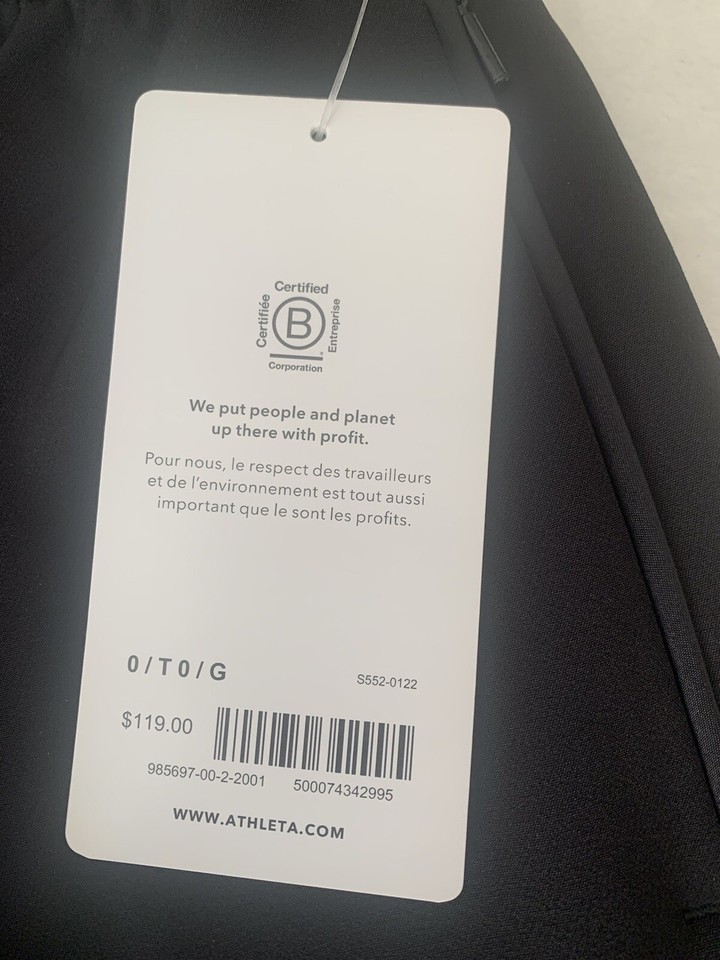 Certified
Certifiée
B
Entreprise
Corporation
We put people and planet
up there with profit.
Pour nous, le respect des travailleurs
et de l'environnement est tout aussi
important que le sont les profits.
0/T0/G
S552-0122
$119.00
985697-00-2-2001 500074342995
WWW.ATHLETA.COM